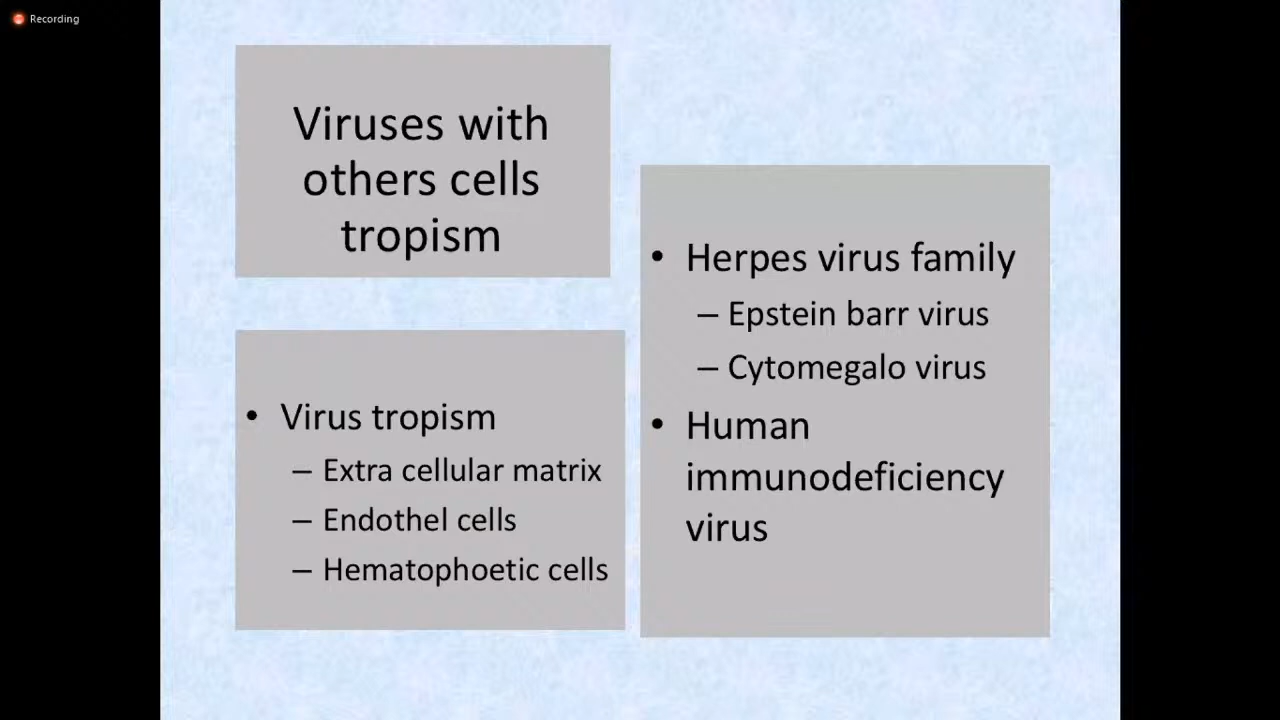 Recording
Viruses with
others cells
tropism
• Virus tropism
– Extra cellular matrix
– Endothel cells
– Hematophoetic cells
• Herpes virus family
– Epstein barr virus
– Cytomegalo virus
• Human
immunodeficiency
virus